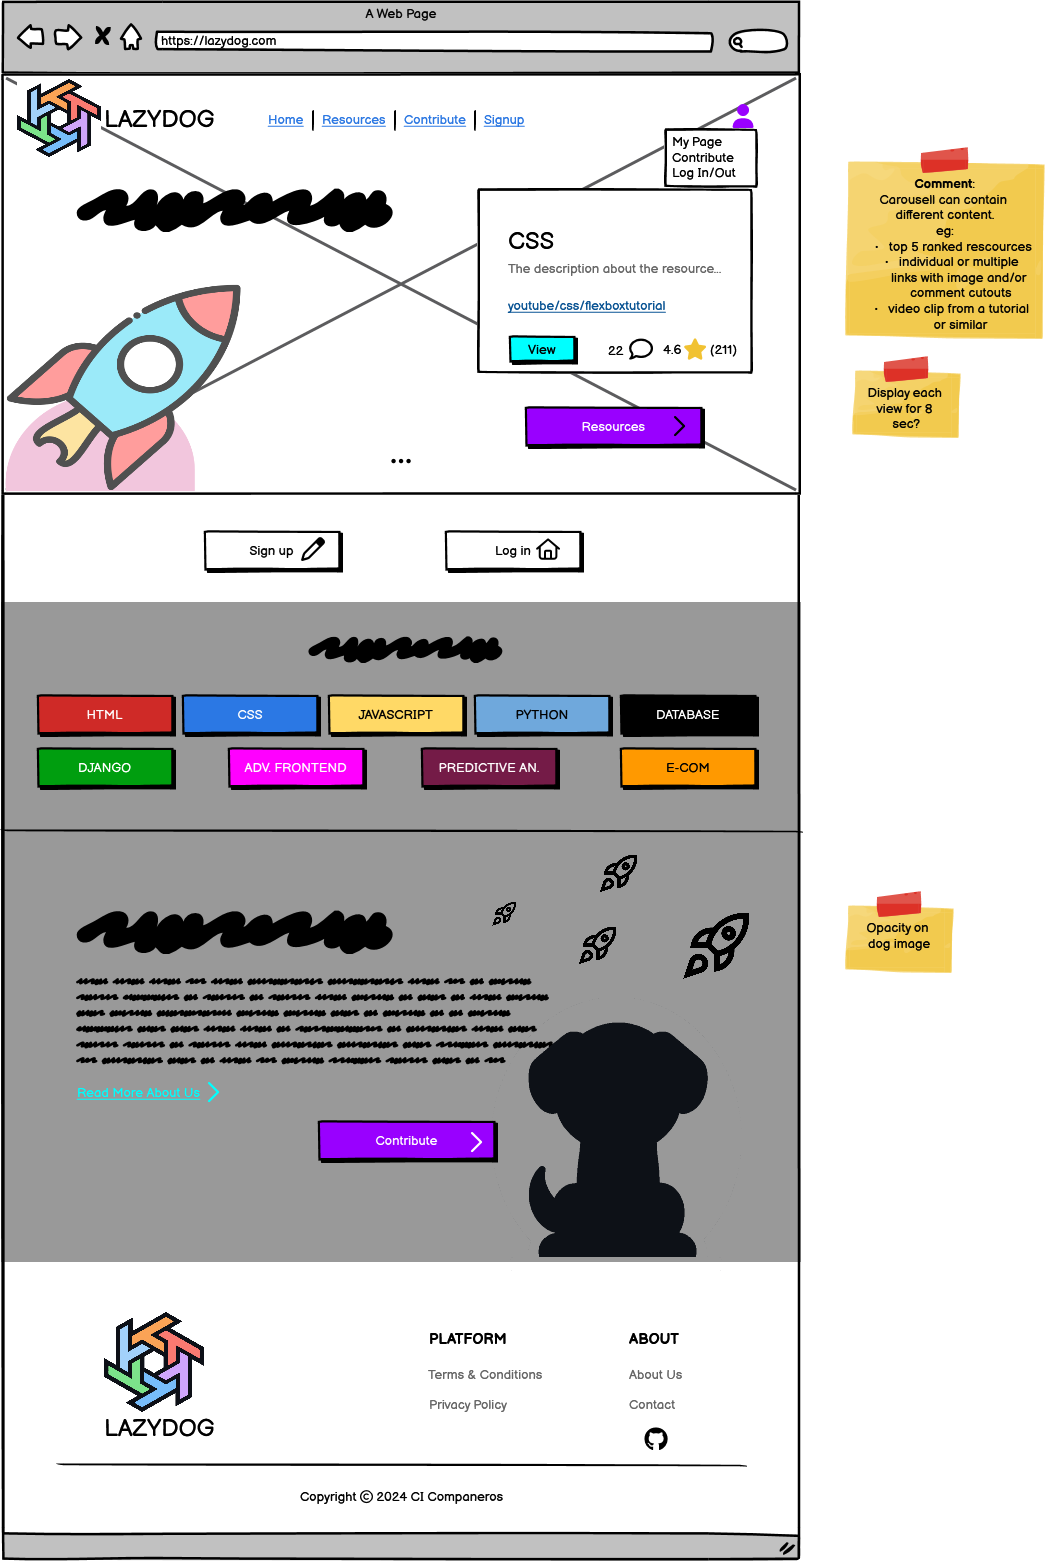 A Web Page
https://lazydog.com
LAZYDOG
Home Resources Contribute Signup
My Page
Contribute
Log In/Out
CSS
The description about the resource...
youtube/css/flexboxtutorial
View 22 4.6 (211)
Resources
...
Sign up Log in
HTML CSS JAVASCRIPT PYTHON DATABASE
DJANGO ADV. FRONTEND PREDICTIVE AN. E-COM
Read More About Us
Contribute
LAZYDOG
PLATFORM
Terms & Conditions
Privacy Policy
ABOUT
About Us
Contact
Copyright © 2024 CI Companeros
Comment:
Carousell can contain
different content.
eg:
· top 5 ranked rescources
· individual or multiple
links with image and/or
comment cutouts
· video clip from a tutorial
or similar
Display each
view for 8
sec?
Opacity on
dog image